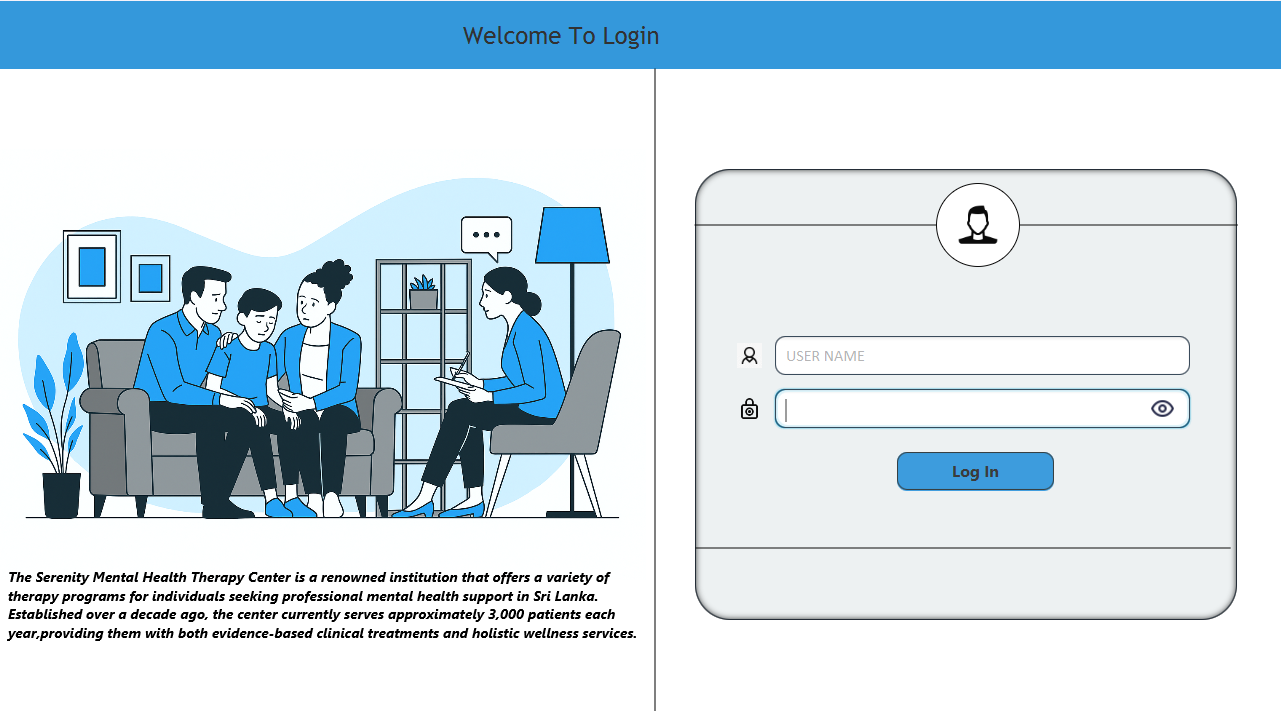 Welcome To Login
The Serenity Mental Health Therapy Center is a renowned institution that offers a variety of
therapy programs for individuals seeking professional mental health support in Sri Lanka.
Established over a decade ago, the center currently serves approximately 3,000 patients each
year,providing them with both evidence-based clinical treatments and holistic wellness services.
USER NAME
Log In